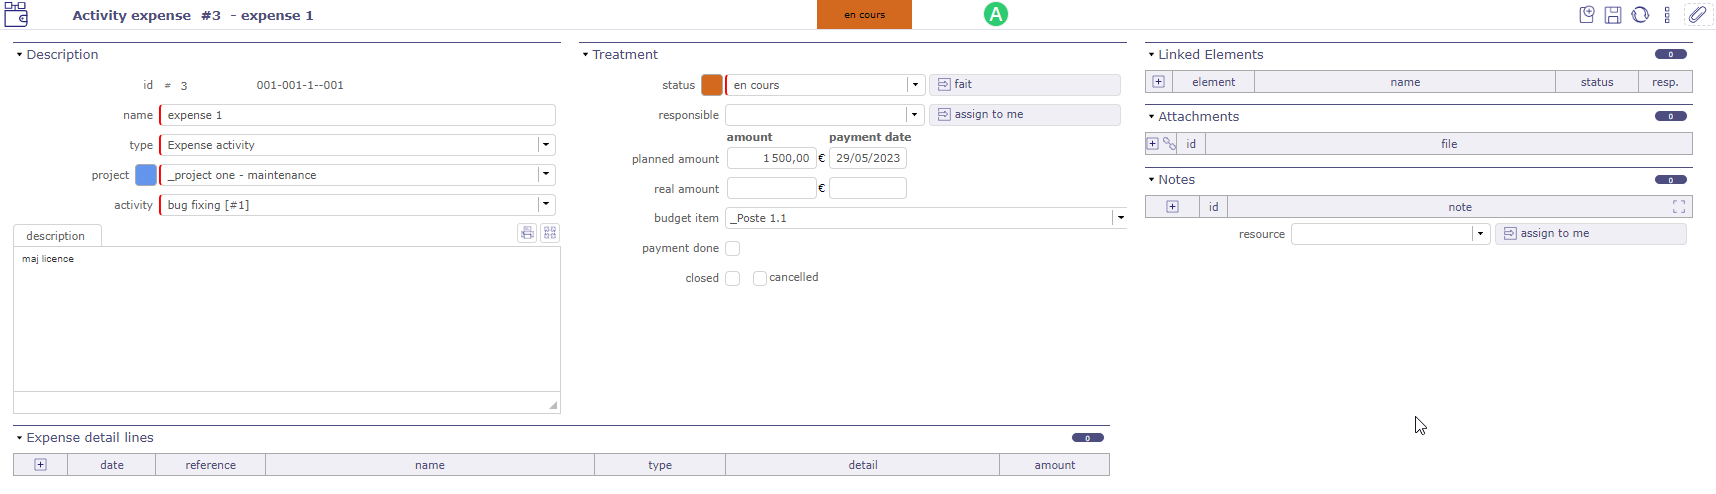 Activity expense #3 - expense 1
en cours
A
Description
id # 3 001-001-1--001
name expense 1
type Expense activity
project _project one - maintenance
activity bug fixing [#1]
description
maj licence
Treatment
status en cours fait
responsible assign to me
amount payment date
planned amount 1 500,00 € 29/05/2023
real amount €
budget item _Poste 1.1
payment done
closed cancelled
Linked Elements 0
element name status resp.
Attachments 0
id file
Notes 0
id note
resource assign to me
Expense detail lines 0
date reference name type detail amount